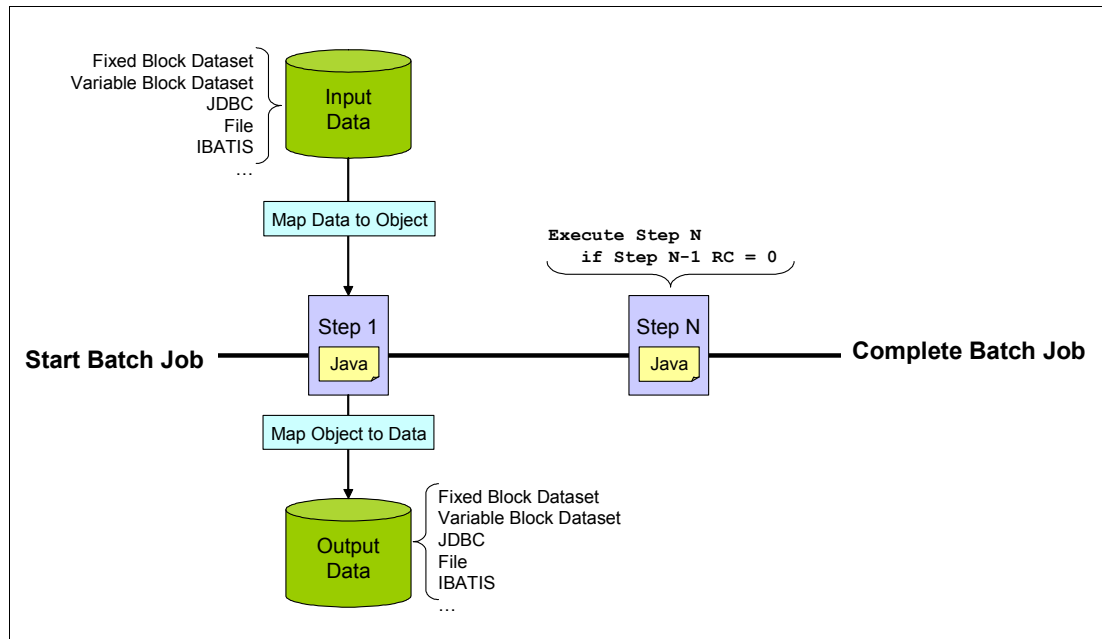 Fixed Block Dataset
Variable Block Dataset
JDBC
File
IBATIS
...
Input
Data
Map Data to Object
Execute Step N
if Step N-1 RC = 0
Start Batch Job
Step 1
Java
Step N
Java
Complete Batch Job
Map Object to Data
Output
Data
Fixed Block Dataset
Variable Block Dataset
JDBC
File
IBATIS
...